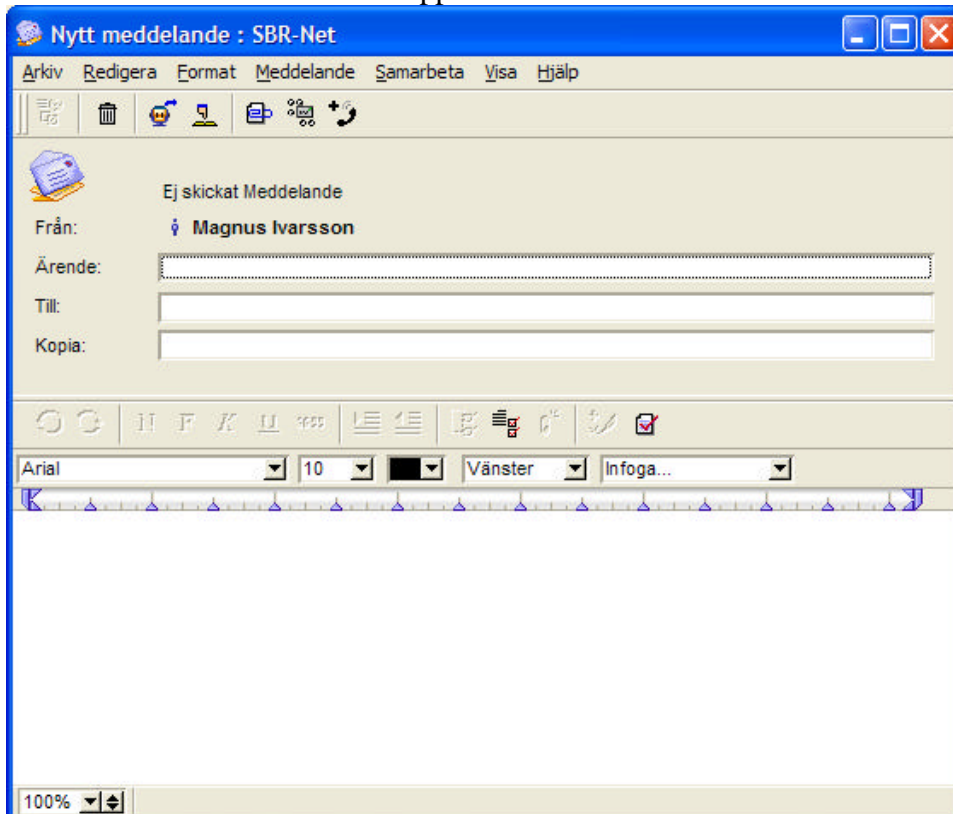 Nytt meddelande : SBR-Net
Arkiv Redigera Format Meddelande Samarbeta Visa Hjälp
Ej skickat Meddelande
Från: Magnus Ivarsson
Ärende:
Till:
Kopia:
N F K U
Arial 10 Vänster Infoga...
100%